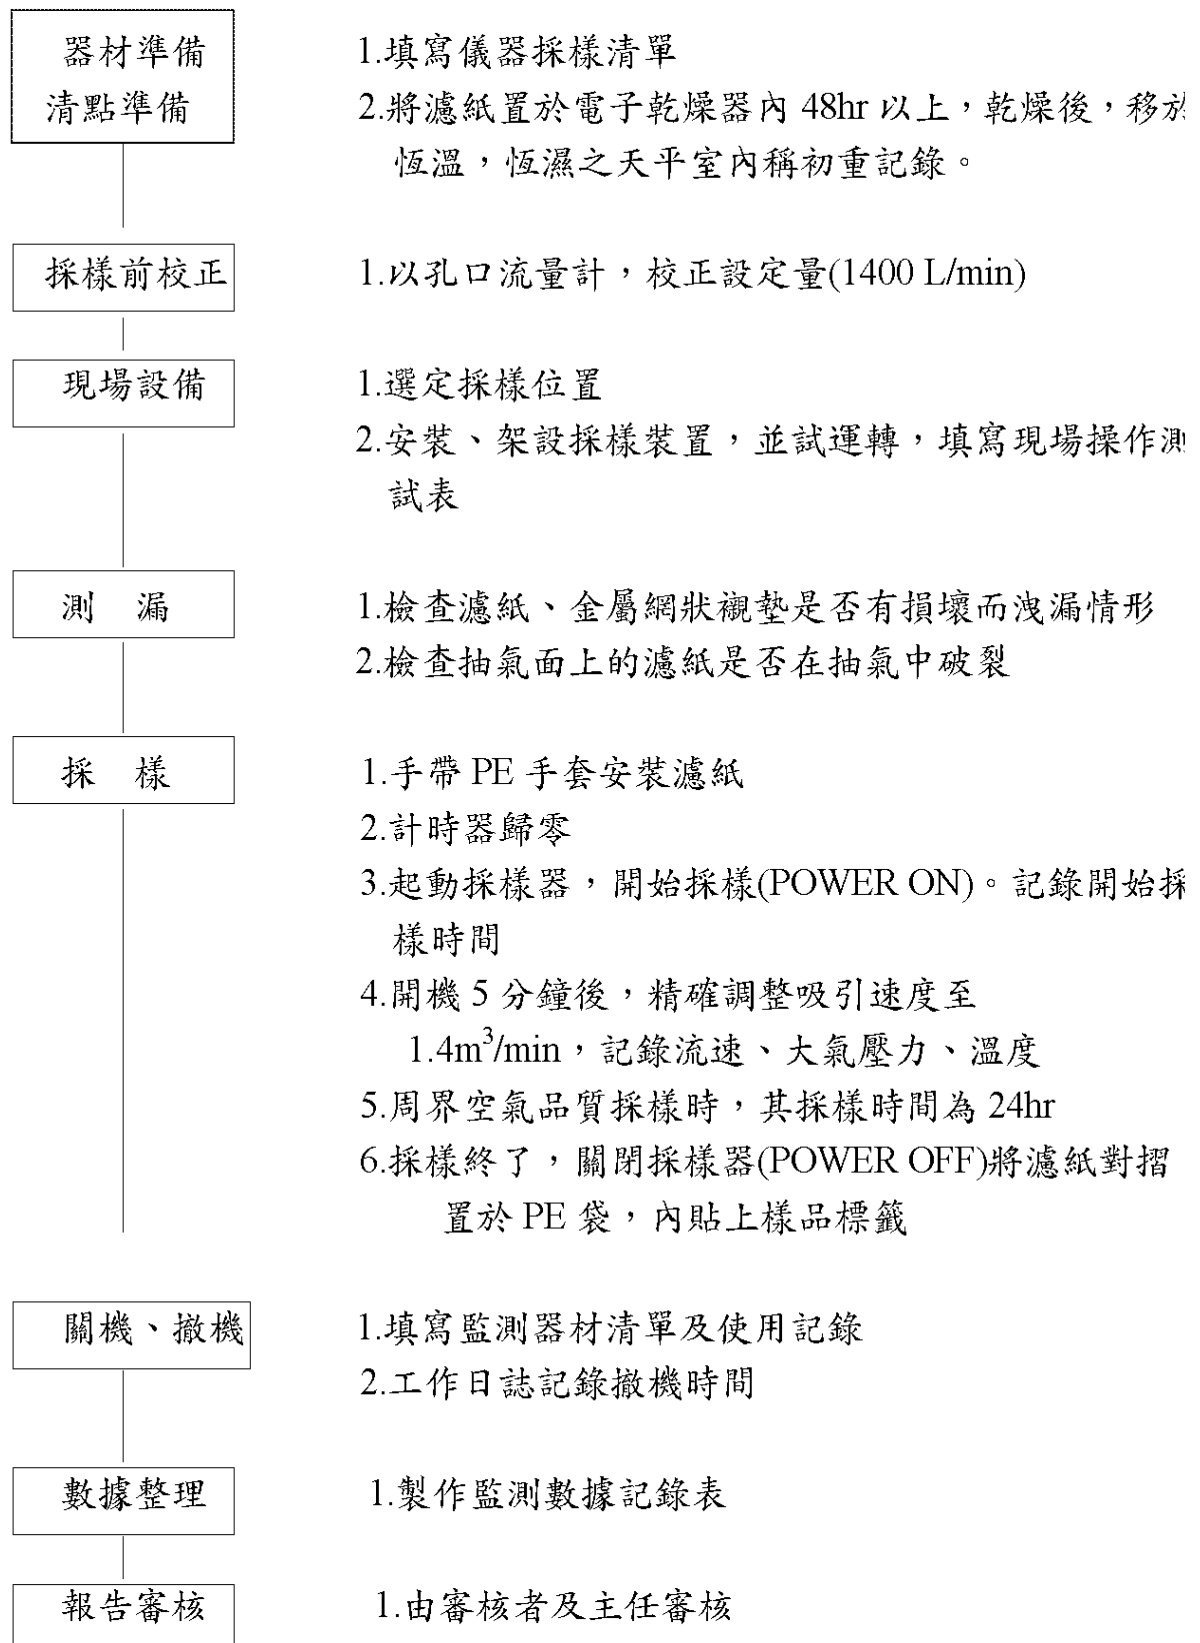 器材準備
清點準備
1.填寫儀器採樣清單
2.將濾紙置於電子乾燥器內 48hr 以上，乾燥後，移於
恆溫，恆濕之天平室內稱初重記錄。
採樣前校正
1.以孔口流量計，校正設定量(1400 L/min)
現場設備
1.選定採樣位置
2.安裝、架設採樣裝置，並試運轉，填寫現場操作測
試表
測 漏
1.檢查濾紙、金屬網狀襯墊是否有損壞而洩漏情形
2.檢查抽氣面上的濾紙是否在抽氣中破裂
採 樣
1.手帶 PE 手套安裝濾紙
2.計時器歸零
3.起動採樣器，開始採樣(POWER ON)。記錄開始採
樣時間
4.開機 5 分鐘後，精確調整吸引速度至
1.4m³/min，記錄流速、大氣壓力、溫度
5.周界空氣品質採樣時，其採樣時間為 24hr
6.採樣終了，關閉採樣器(POWER OFF)將濾紙對摺
置於 PE 袋，內貼上樣品標籤
關機、撤機
1.填寫監測器材清單及使用記錄
2.工作日誌記錄撤機時間
數據整理
1.製作監測數據記錄表
報告審核
1.由審核者及主任審核